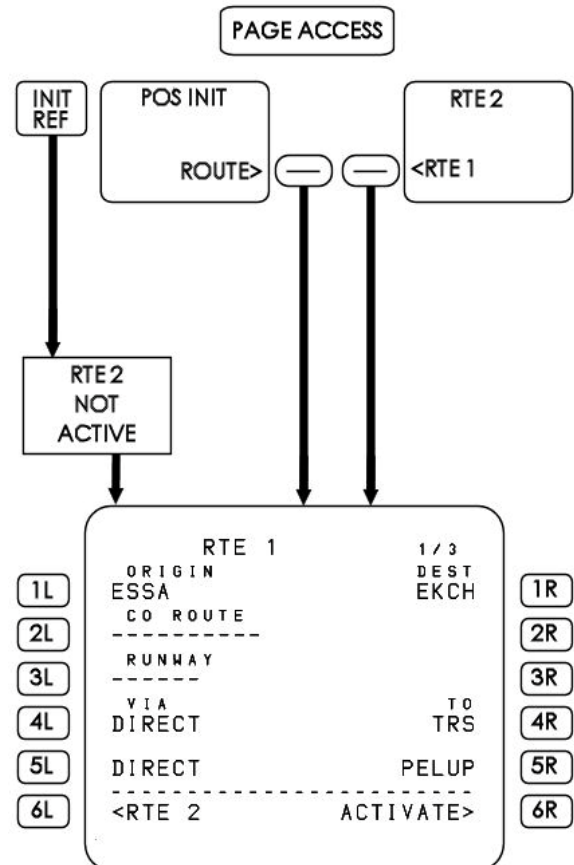 PAGE ACCESS
INIT
REF
POS INIT
ROUTE>
RTE 2
<RTE 1
RTE 2
NOT
ACTIVE
RTE 1 1/3
ORIGIN DEST
1L ESSA EKCH 1R
CO ROUTE
2L ---------- 2R
RUNWAY
3L ------ 3R
VIA TO
4L DIRECT TRS 4R
5L DIRECT PELUP 5R
------------------------
6L <RTE 2 ACTIVATE> 6R